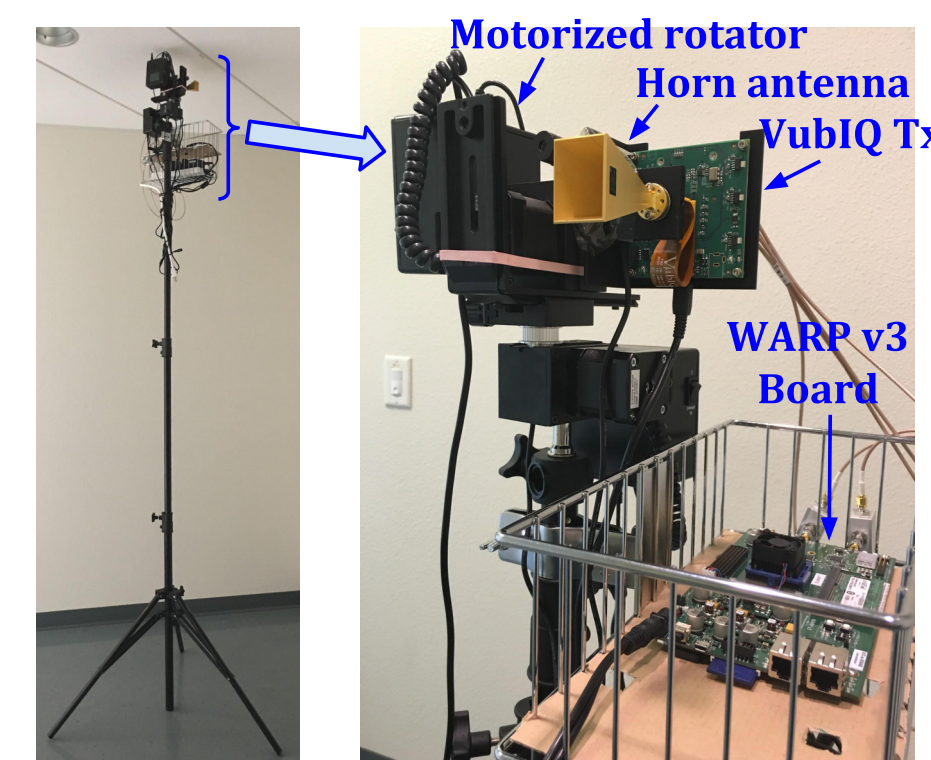 Motorized rotator
Horn antenna
VubIQ Tx
WARP v3
Board